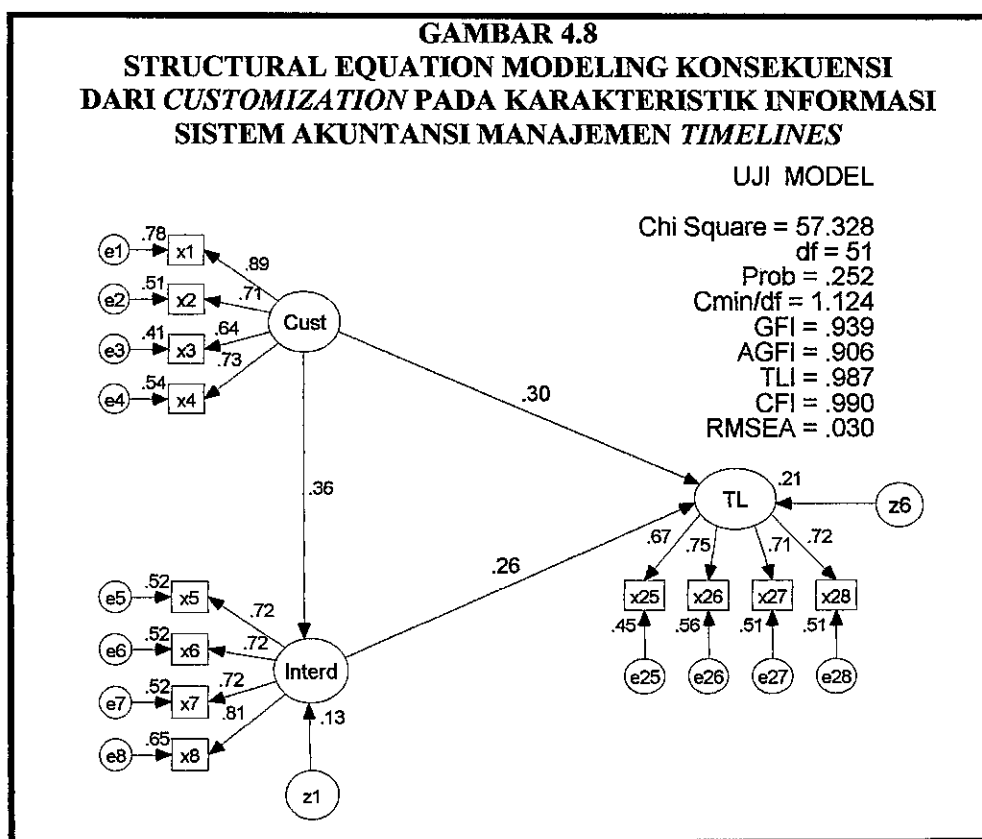 GAMBAR 4.8
STRUCTURAL EQUATION MODELING KONSEKUENSI
DARI CUSTOMIZATION PADA KARAKTERISTIK INFORMASI
SISTEM AKUNTANSI MANAJEMEN TIMELINES
UJI MODEL
Chi Square = 57.328
df = 51
Prob = .252
Cmin/df = 1.124
GFI = .939
AGFI = .906
TLI = .987
CFI = .990
RMSEA = .030
e1 .78 x1 .89
e2 .51 x2 .71
e3 .41 x3 .64
e4 .54 x4 .73
Cust
.30
.36
.26
TL .21 z6
.67 .75 .71 .72
x25 x26 x27 x28
.45 .56 .51 .51
e25 e26 e27 e28
e5 .52 x5 .72
e6 .52 x6 .72
e7 .52 x7 .72
e8 .65 x8 .81
Interd
.13
z1